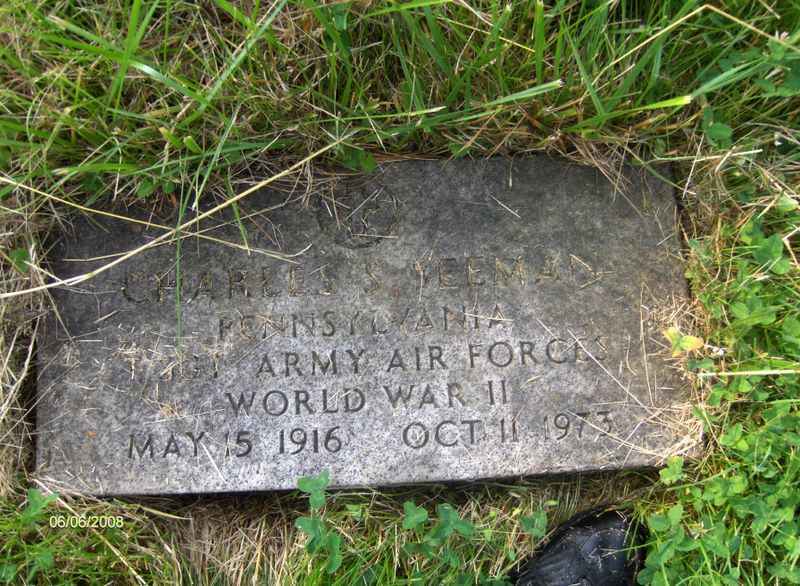 CHARLES S YEEMAN
PENNSYLVANIA
ARMY AIR FORCES
WORLD WAR II
MAY 15 1916 OCT 11 1973
06/06/2008